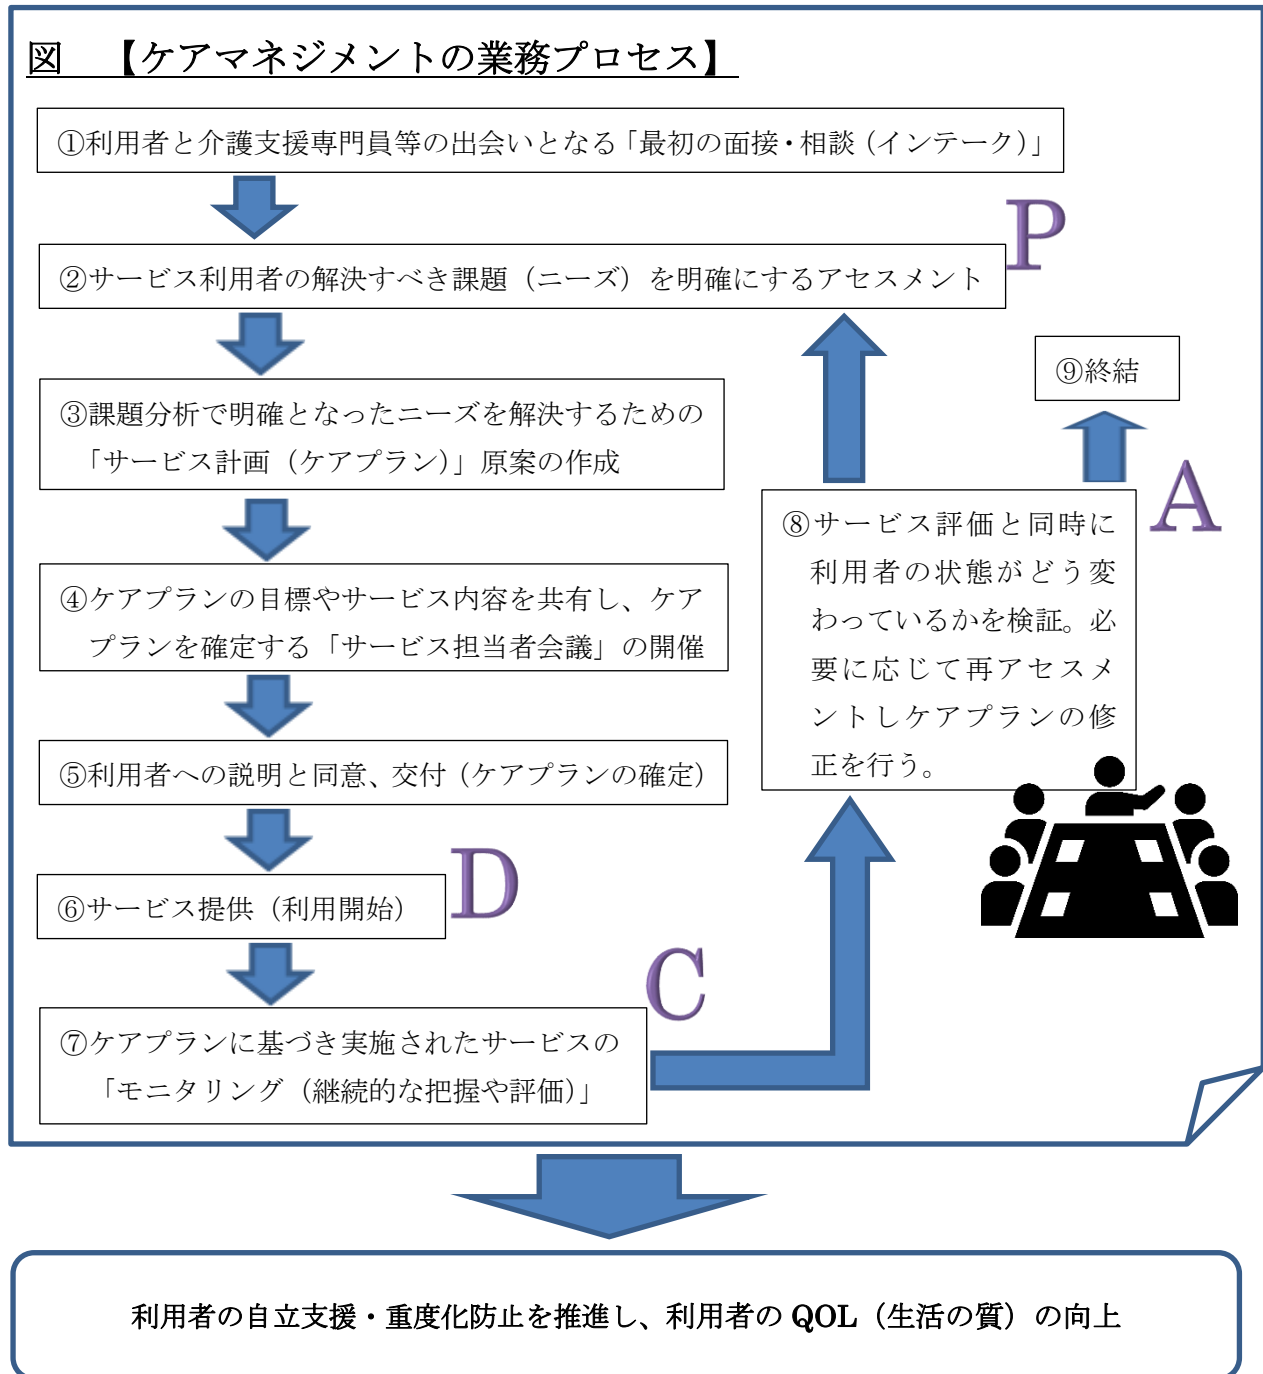 図　【ケアマネジメントの業務プロセス】
①利用者と介護支援専門員等の出会いとなる「最初の面接・相談（インテーク）」
P
②サービス利用者の解決すべき課題（ニーズ）を明確にするアセスメント
⑨終結
③課題分析で明確となったニーズを解決するための
「サービス計画（ケアプラン）」原案の作成
A
⑧サービス評価と同時に
利用者の状態がどう変
わっているかを検証。必
要に応じて再アセスメ
ントしケアプランの修
正を行う。
④ケアプランの目標やサービス内容を共有し、ケア
プランを確定する「サービス担当者会議」の開催
⑤利用者への説明と同意、交付（ケアプランの確定）
D
⑥サービス提供（利用開始）
C
⑦ケアプランに基づき実施されたサービスの
「モニタリング（継続的な把握や評価）」
利用者の自立支援・重度化防止を推進し、利用者の QOL（生活の質）の向上